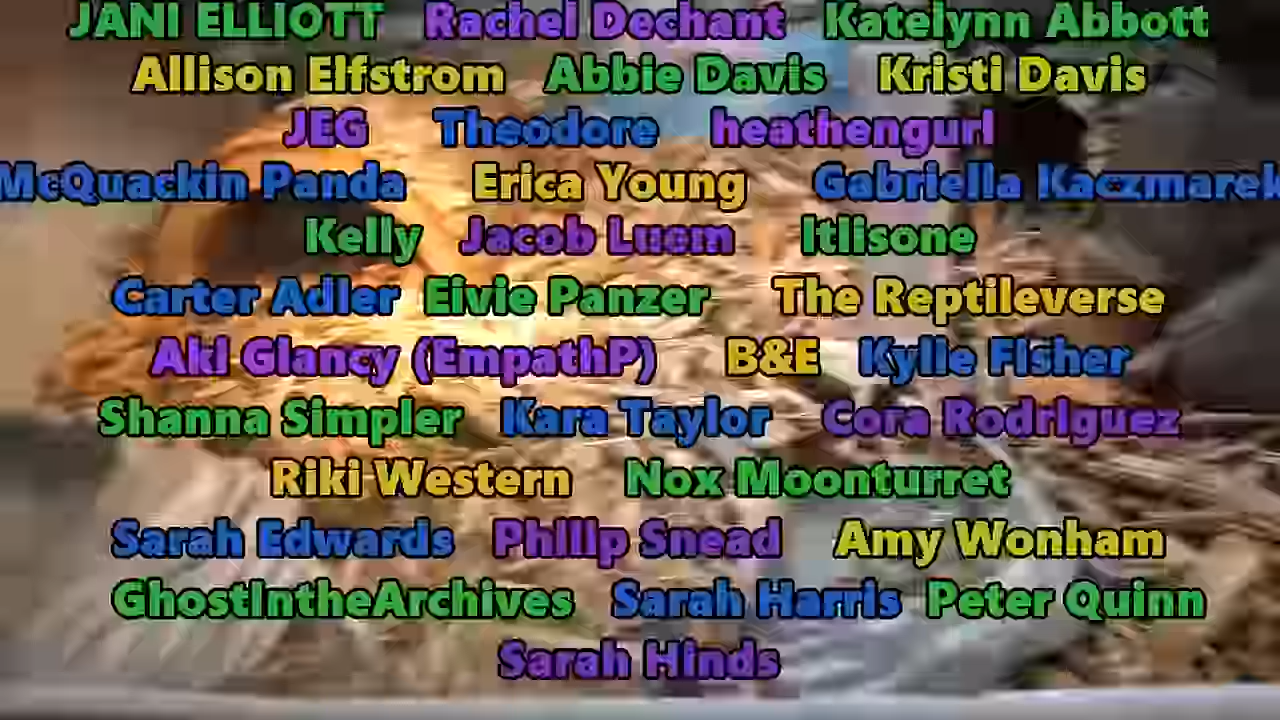 JANI ELLIOTT Rachel Dechant Katelynn Abbott
Allison Elfstrom Abbie Davis Kristi Davis
JEG Theodore heathengurl
McQuackin Panda Erica Young Gabriella Kaczmarek
Kelly Jacob Luem Itlisone
Carter Adler Eivie Panzer The Reptileverse
Aki Glancy (EmpathP) B&E Kylie Fisher
Shanna Simpler Kara Taylor Cora Rodriguez
Riki Western Nox Moonturret
Sarah Edwards Philip Snead Amy Wonham
GhostIntheArchives Sarah Harris Peter Quinn
Sarah Hinds